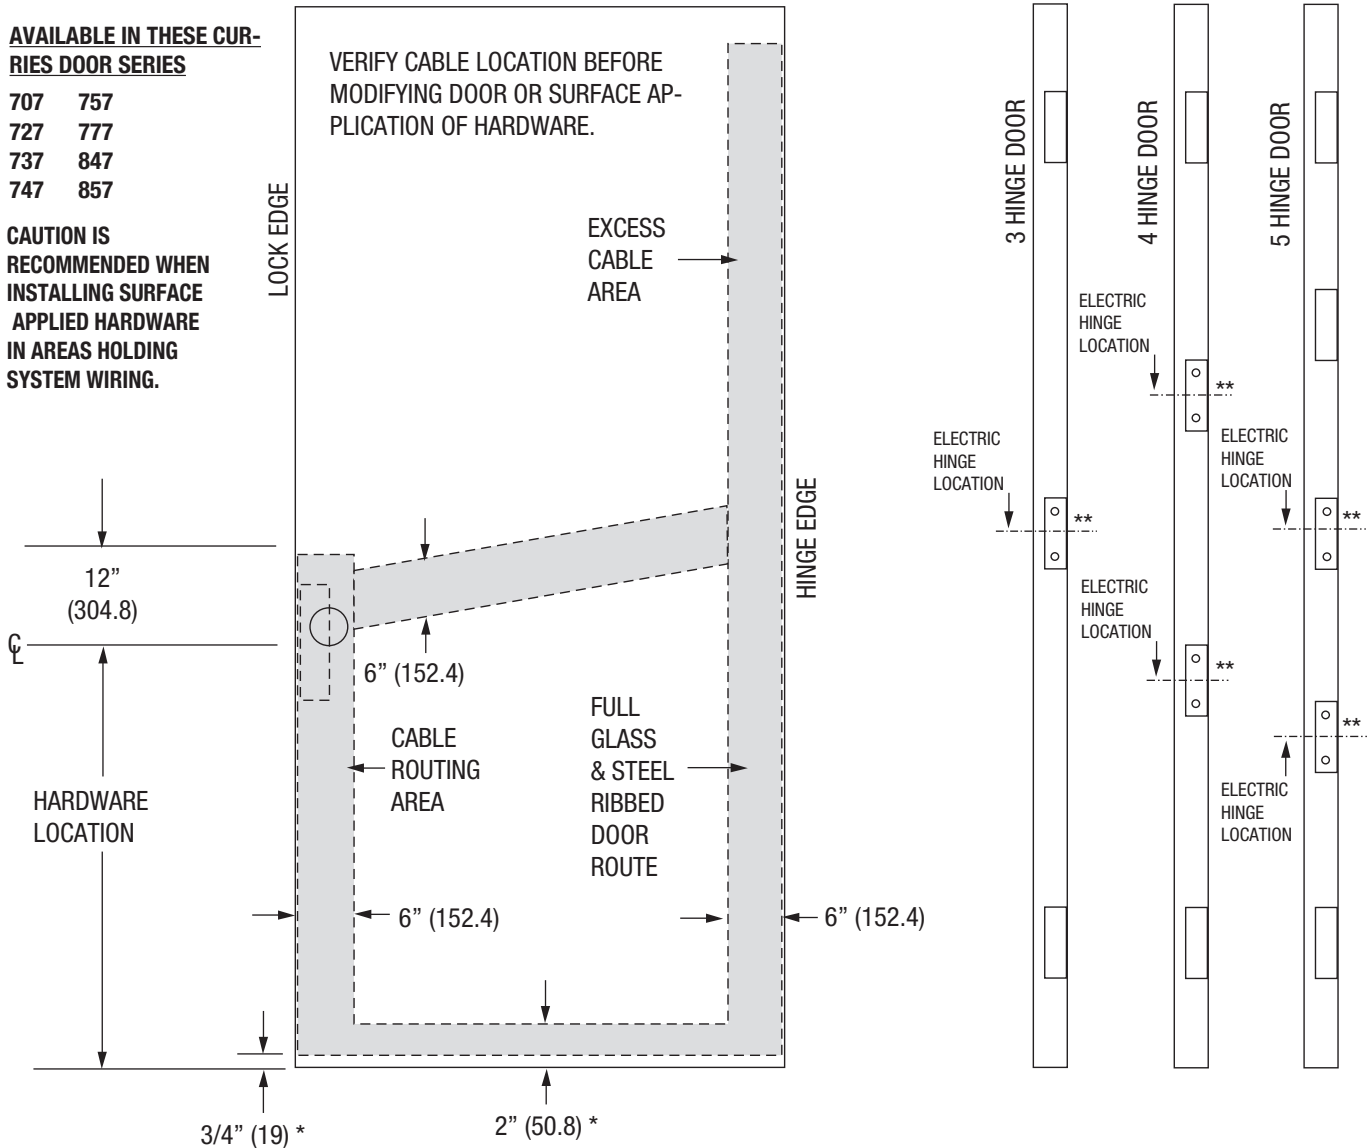 AVAILABLE IN THESE CUR-
RIES DOOR SERIES
707 757
727 777
737 847
747 857
CAUTION IS
RECOMMENDED WHEN
INSTALLING SURFACE
APPLIED HARDWARE
IN AREAS HOLDING
SYSTEM WIRING.
VERIFY CABLE LOCATION BEFORE
MODIFYING DOOR OR SURFACE AP-
PLICATION OF HARDWARE.
LOCK EDGE
EXCESS
CABLE
AREA
HINGE EDGE
12”
(304.8)
℄
6” (152.4)
HARDWARE
LOCATION
CABLE
ROUTING
AREA
FULL
GLASS
& STEEL
RIBBED
DOOR
ROUTE
6” (152.4)
6” (152.4)
3/4” (19) *
2” (50.8) *
3 HINGE DOOR
ELECTRIC
HINGE
LOCATION
**
4 HINGE DOOR
ELECTRIC
HINGE
LOCATION
**
ELECTRIC
HINGE
LOCATION
**
5 HINGE DOOR
ELECTRIC
HINGE
LOCATION
**
**
ELECTRIC
HINGE
LOCATION